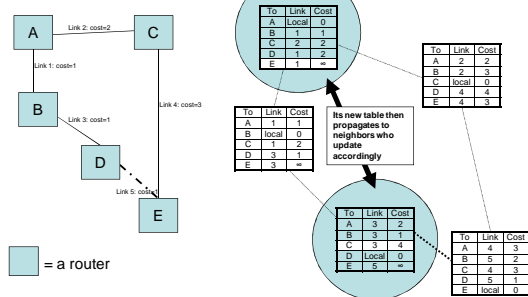 A
Link 2: cost=2
C
Link 1: cost=1
B
Link 3: cost=1
Link 4: cost=3
D
Link 5: cost=1
E
= a router
To Link Cost
A Local 0
B 1 1
C 2 2
D 1 2
E 1 ∞
To Link Cost
A 2 2
B 2 3
C local 0
D 4 4
E 4 3
To Link Cost
A 1 1
B local 0
C 1 2
D 3 1
E 3 ∞
Its new table then
propagates to
neighbors who
update
accordingly
To Link Cost
A 3 2
B 3 1
C 3 4
D Local 0
E 5 ∞
To Link Cost
A 4 3
B 5 2
C 4 3
D 5 1
E local 0